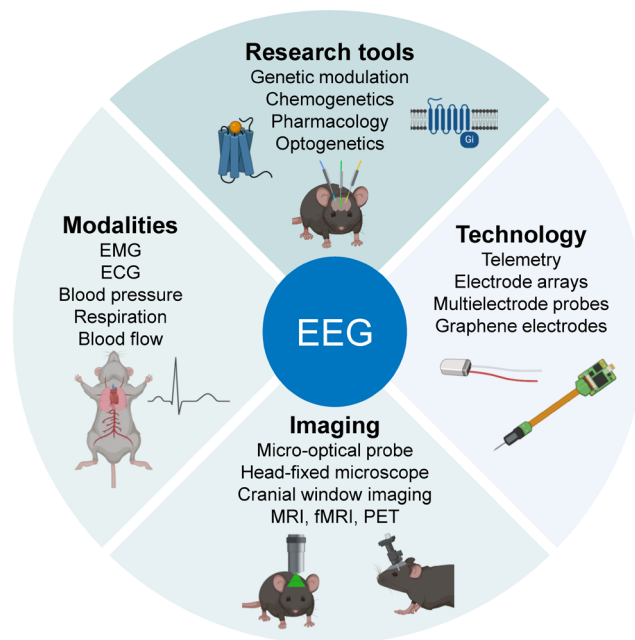 Research tools
Genetic modulation
Chemogenetics
Pharmacology
Optogenetics
Gi
Modalities
EMG
ECG
Blood pressure
Respiration
Blood flow
Technology
Telemetry
Electrode arrays
Multielectrode probes
Graphene electrodes
EEG
Imaging
Micro-optical probe
Head-fixed microscope
Cranial window imaging
MRI, fMRI, PET